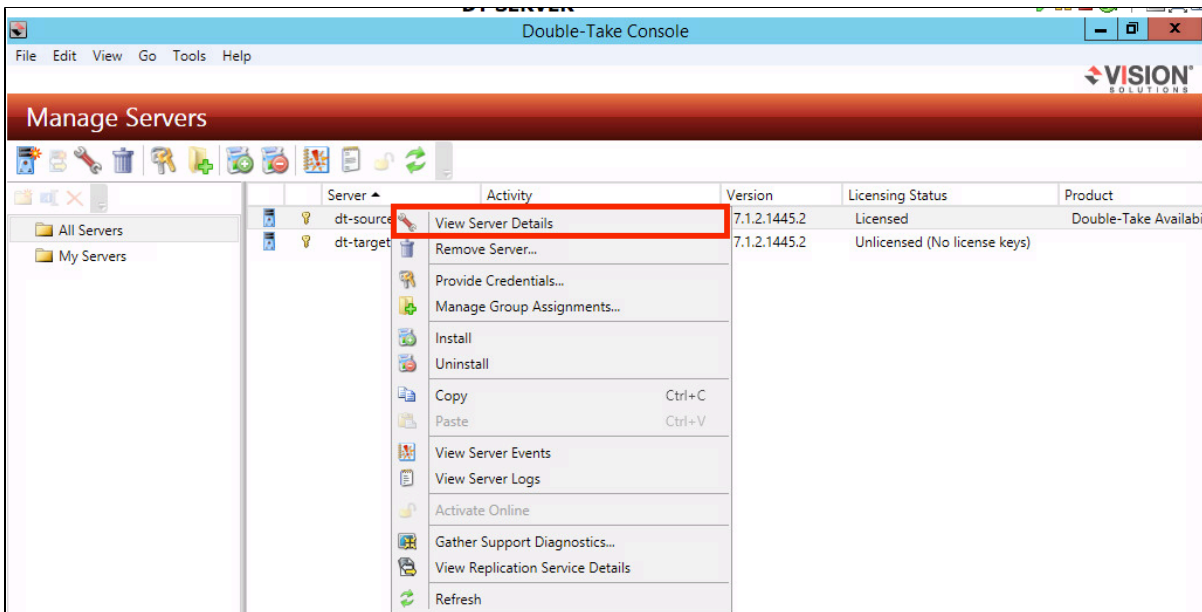 DT SERVER
Double-Take Console
File Edit View Go Tools Help
VISION
SOLUTIONS
Manage Servers
Server Activity Version Licensing Status Product
All Servers
My Servers
dt-source 7.1.2.1445.2 Licensed Double-Take Availabi
dt-target 7.1.2.1445.2 Unlicensed (No license keys)
View Server Details
Remove Server...
Provide Credentials...
Manage Group Assignments...
Install
Uninstall
Copy Ctrl+C
Paste Ctrl+V
View Server Events
View Server Logs
Activate Online
Gather Support Diagnostics...
View Replication Service Details
Refresh